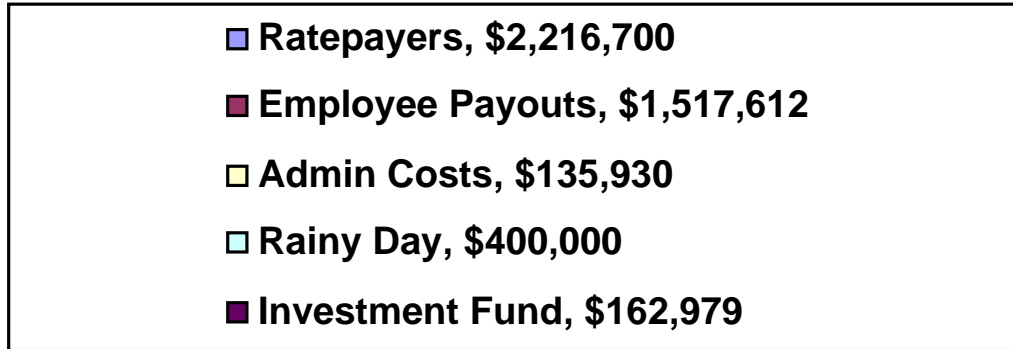 Ratepayers, $2,216,700
Employee Payouts, $1,517,612
Admin Costs, $135,930
Rainy Day, $400,000
Investment Fund, $162,979